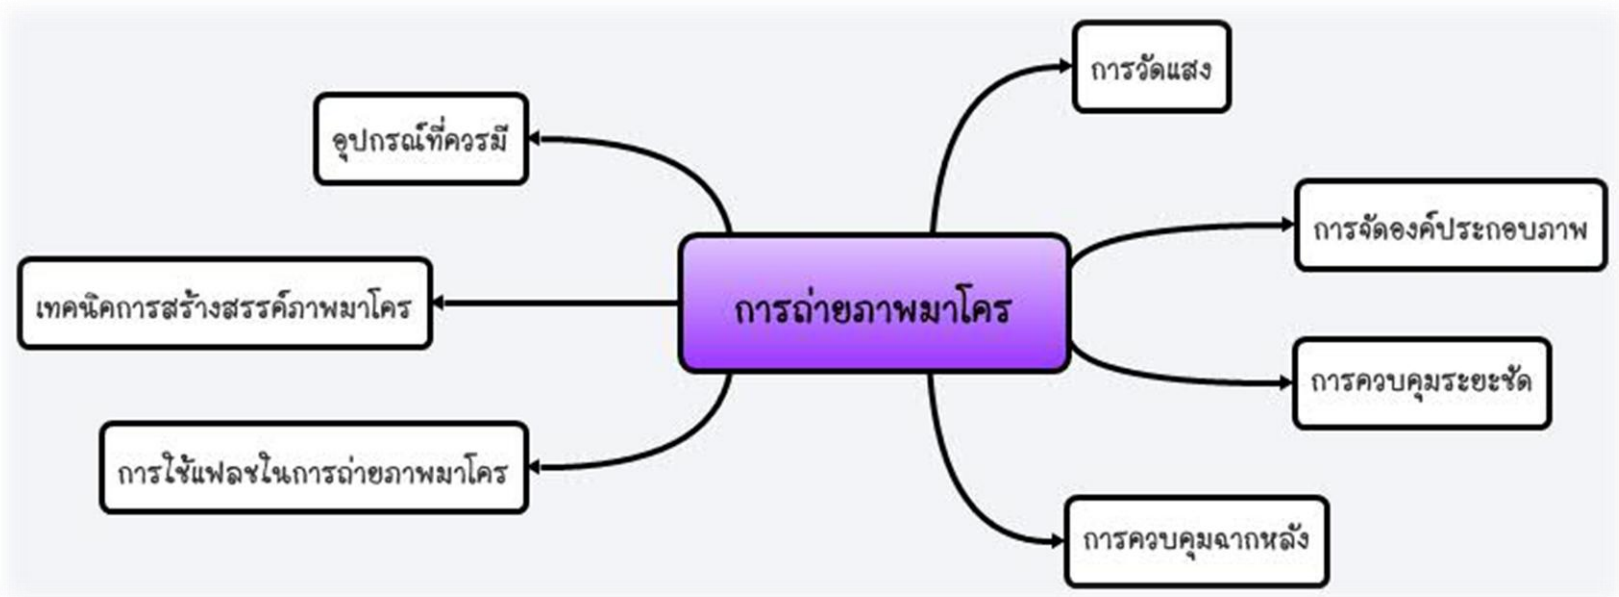 การวัดแสง
อุปกรณ์ที่ควรมี
การจัดองค์ประกอบภาพ
เทคนิคการสร้างสรรค์ภาพมาโคร
การถ่ายภาพมาโคร
การควบคุมระยะชัด
การใช้แฟลชในการถ่ายภาพมาโคร
การควบคุมฉากหลัง